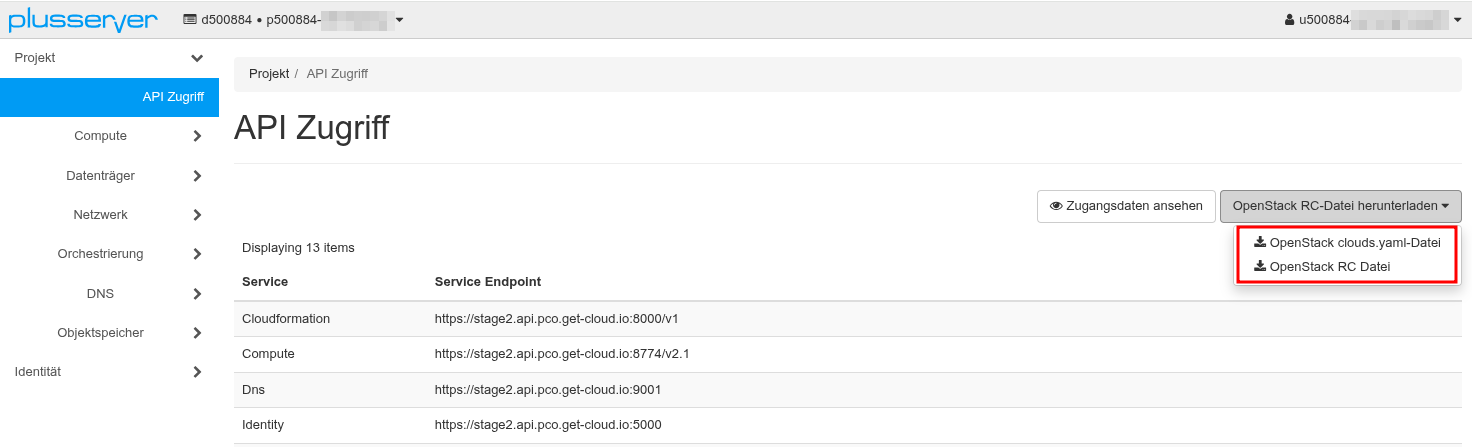 plusserver
d500884 • p500884-
u500884-
Projekt
API Zugriff
Compute
Datenträger
Netzwerk
Orchestrierung
DNS
Objektspeicher
Identität
Projekt / API Zugriff
API Zugriff
Zugangsdaten ansehen
OpenStack RC-Datei herunterladen
OpenStack clouds.yaml-Datei
OpenStack RC Datei
Displaying 13 items
Service Service Endpoint
Cloudformation https://stage2.api.pco.get-cloud.io:8000/v1
Compute https://stage2.api.pco.get-cloud.io:8774/v2.1
Dns https://stage2.api.pco.get-cloud.io:9001
Identity https://stage2.api.pco.get-cloud.io:5000